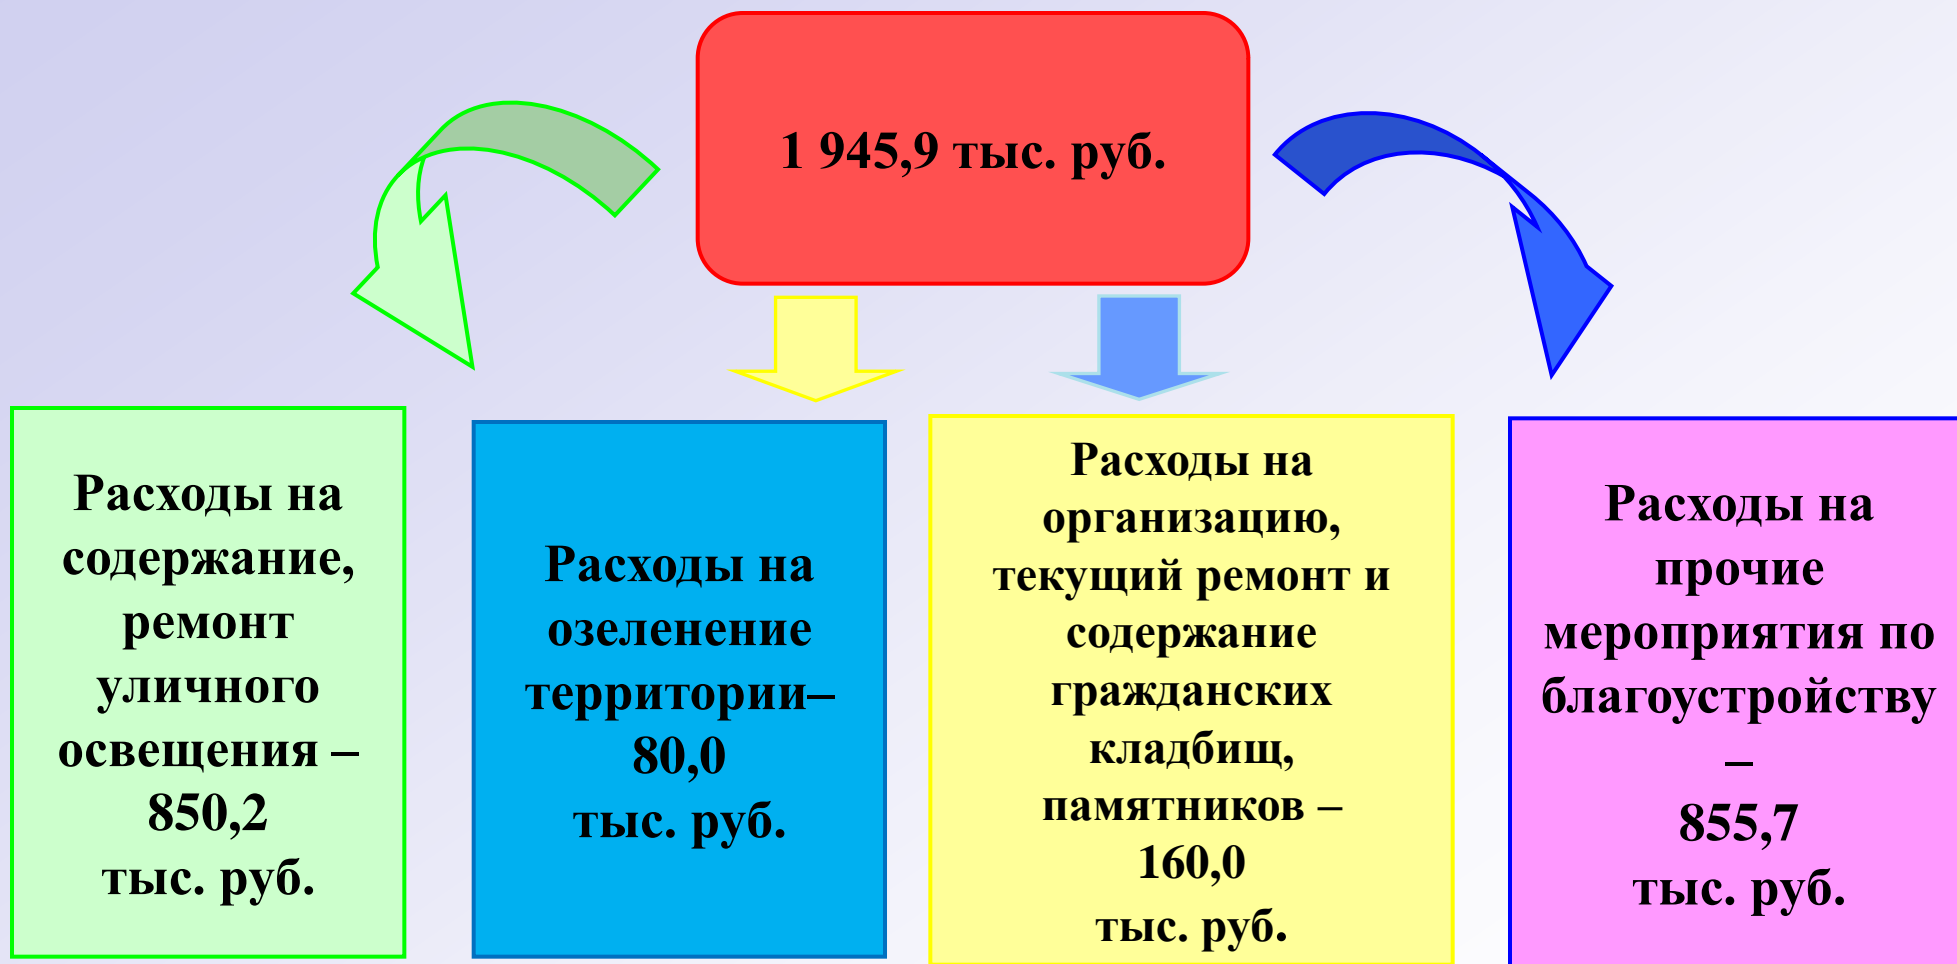 1 945,9 тыс. руб.
Расходы на
содержание,
ремонт
уличного
освещения –
850,2
тыс. руб.
Расходы на
озеленение
территории–
80,0
тыс. руб.
Расходы на
организацию,
текущий ремонт и
содержание
гражданских
кладбищ,
памятников –
160,0
тыс. руб.
Расходы на
прочие
мероприятия по
благоустройству
–
855,7
тыс. руб.